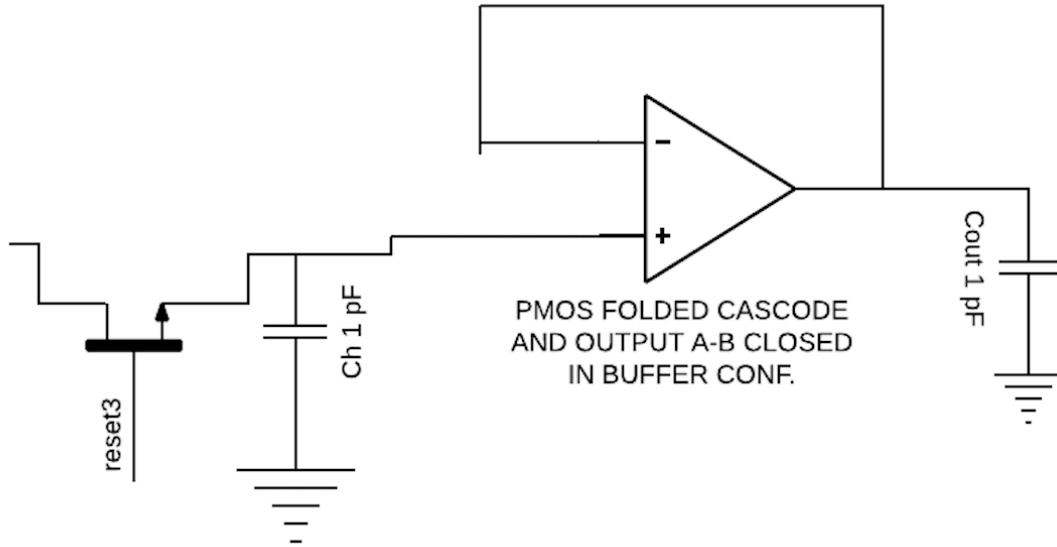 -
+
Cout 1 pF
PMOS FOLDED CASCODE
AND OUTPUT A-B CLOSED
IN BUFFER CONF.
Ch 1 pF
reset3